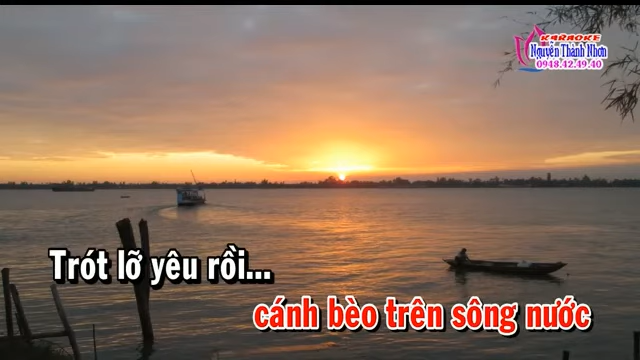 KARAOKE
Nguyễn Thành Nhơn
0948.42.49.40
Trót lỡ yêu rồi...
cánh bèo trên sông nước